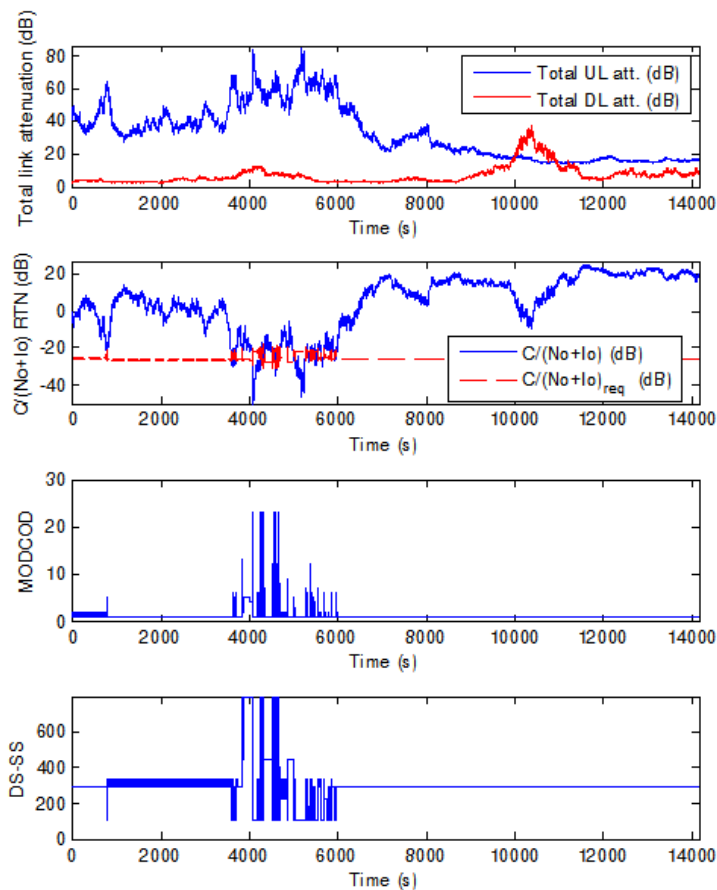 Total link attenuation (dB)
80
60
40
20
0
Total UL att. (dB)
Total DL att. (dB)
0 2000 4000 6000 8000 10000 12000 14000
Time (s)
C/(No+Io) RTN (dB)
20
0
-20
-40
C/(No+Io) (dB)
C/(No+Io)req (dB)
0 2000 4000 6000 8000 10000 12000 14000
Time (s)
MODCOD
30
20
10
0
0 2000 4000 6000 8000 10000 12000 14000
Time (s)
DS-SS
600
400
200
0
0 2000 4000 6000 8000 10000 12000 14000
Time (s)